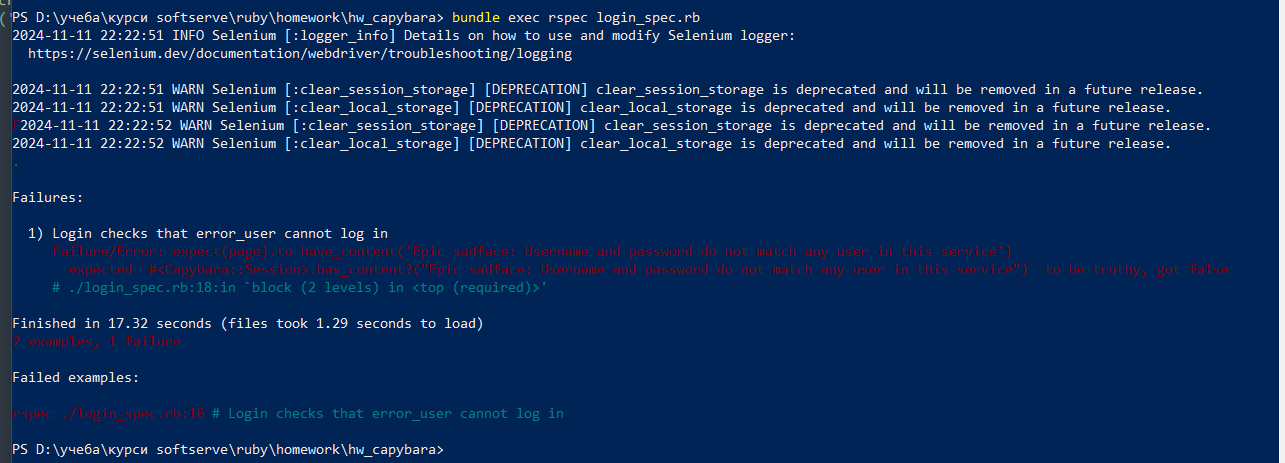 PS D:\учеба\курси softserve\ruby\homework\hw_capybara> bundle exec rspec login_spec.rb
2024-11-11 22:22:51 INFO Selenium [:logger_info] Details on how to use and modify Selenium logger:
https://selenium.dev/documentation/webdriver/troubleshooting/logging
2024-11-11 22:22:51 WARN Selenium [:clear_session_storage] [DEPRECATION] clear_session_storage is deprecated and will be removed in a future release.
2024-11-11 22:22:51 WARN Selenium [:clear_local_storage] [DEPRECATION] clear_local_storage is deprecated and will be removed in a future release.
F2024-11-11 22:22:52 WARN Selenium [:clear_session_storage] [DEPRECATION] clear_session_storage is deprecated and will be removed in a future release.
2024-11-11 22:22:52 WARN Selenium [:clear_local_storage] [DEPRECATION] clear_local_storage is deprecated and will be removed in a future release.
.
Failures:
1) Login checks that error_user cannot log in
Failure/Error: expect(page).to have_content('Epic sadface: Username and password do not match any user in this service')
expected `#<Capybara::Session>.has_content?("Epic sadface: Username and password do not match any user in this service")` to be truthy, got false
# ./login_spec.rb:18:in `block (2 levels) in <top (required)>'
Finished in 17.32 seconds (files took 1.29 seconds to load)
2 examples, 1 failure
Failed examples:
rspec ./login_spec.rb:16 # Login checks that error_user cannot log in
PS D:\учеба\курси softserve\ruby\homework\hw_capybara>